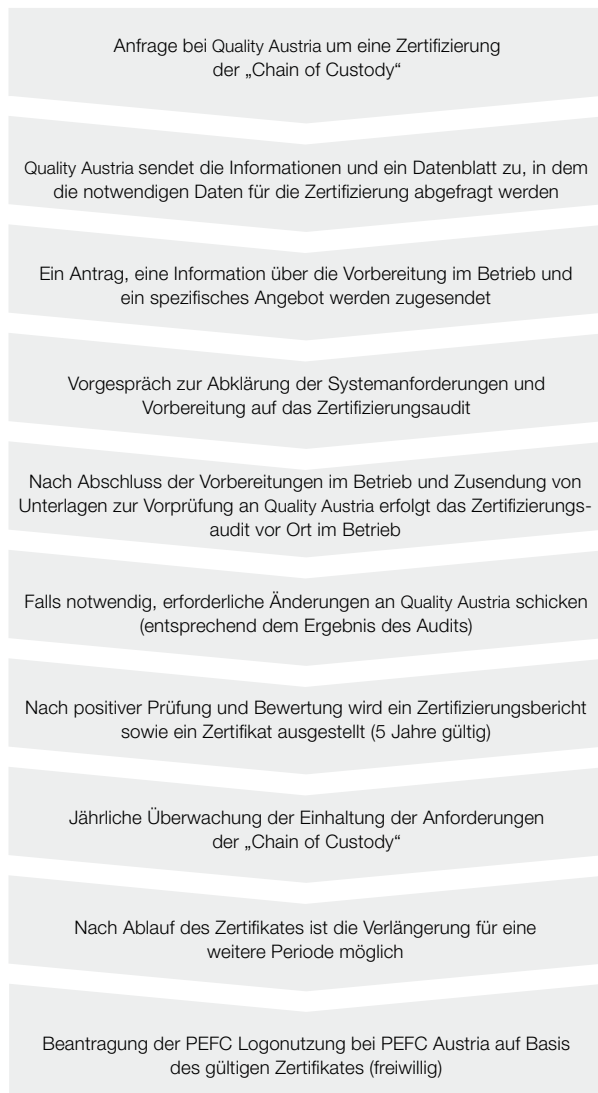 Anfrage bei Quality Austria um eine Zertifizierung
der „Chain of Custody“
Quality Austria sendet die Informationen und ein Datenblatt zu, in dem
die notwendigen Daten für die Zertifizierung abgefragt werden
Ein Antrag, eine Information über die Vorbereitung im Betrieb und
ein spezifisches Angebot werden zugesendet
Vorgespräch zur Abklärung der Systemanforderungen und
Vorbereitung auf das Zertifizierungsaudit
Nach Abschluss der Vorbereitungen im Betrieb und Zusendung von
Unterlagen zur Vorprüfung an Quality Austria erfolgt das Zertifizierungs-
audit vor Ort im Betrieb
Falls notwendig, erforderliche Änderungen an Quality Austria schicken
(entsprechend dem Ergebnis des Audits)
Nach positiver Prüfung und Bewertung wird ein Zertifizierungsbericht
sowie ein Zertifikat ausgestellt (5 Jahre gültig)
Jährliche Überwachung der Einhaltung der Anforderungen
der „Chain of Custody“
Nach Ablauf des Zertifikates ist die Verlängerung für eine
weitere Periode möglich
Beantragung der PEFC Logonutzung bei PEFC Austria auf Basis
des gültigen Zertifikates (freiwillig)